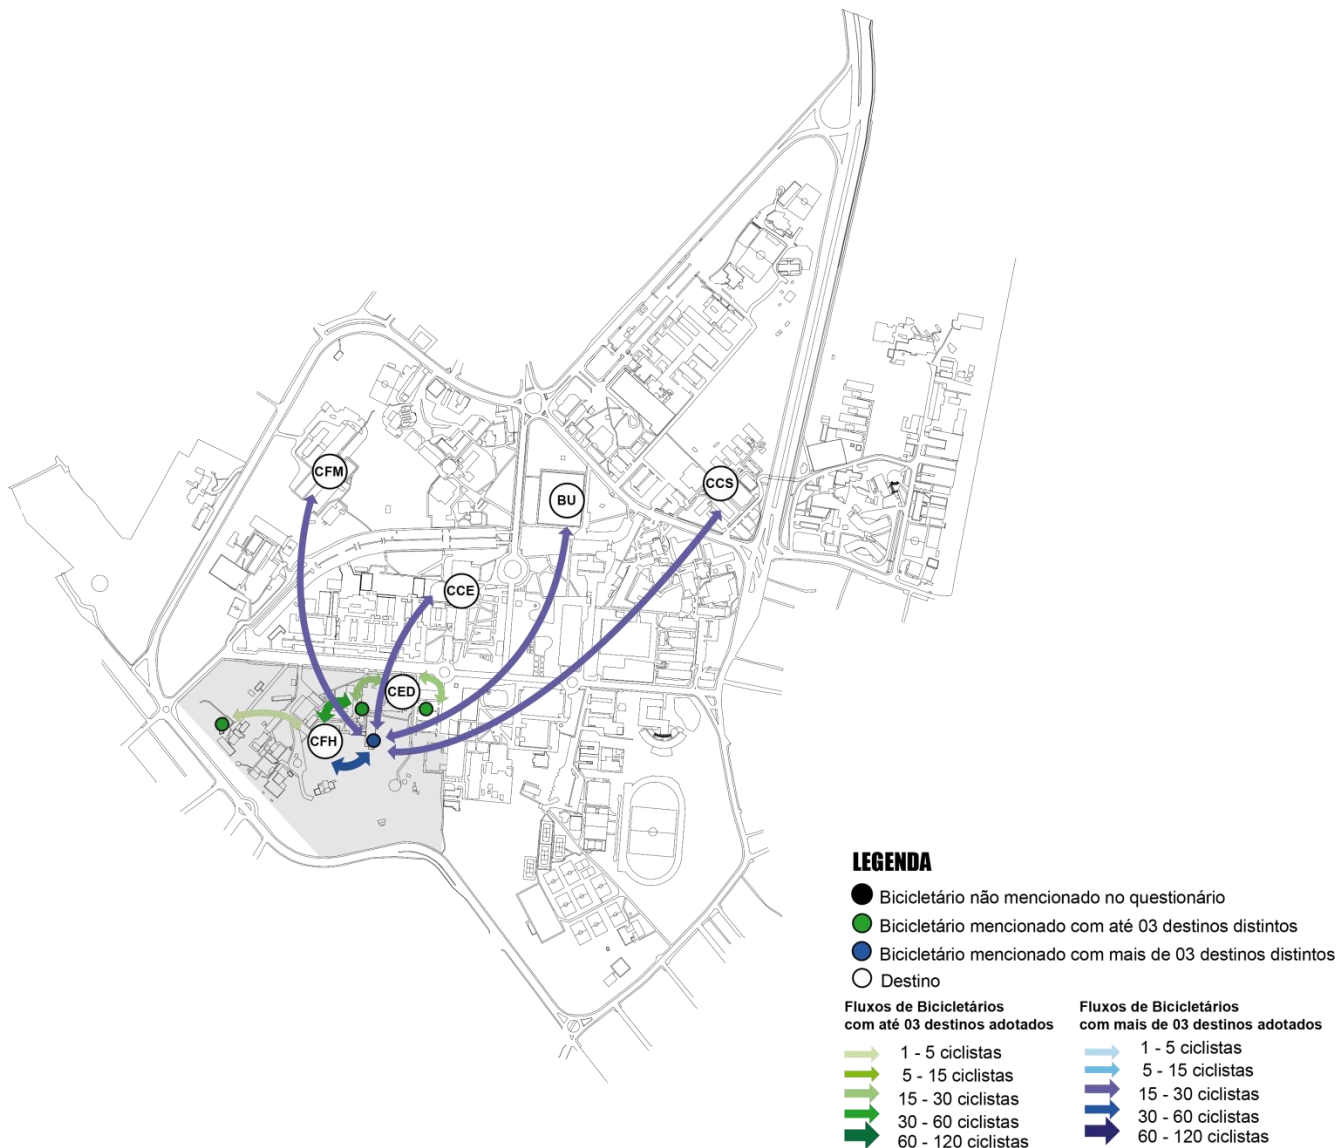 CFM
BU
CCS
CCE
CED
CFH
LEGENDA
Bicicletário não mencionado no questionário
Bicicletário mencionado com até 03 destinos distintos
Bicicletário mencionado com mais de 03 destinos distintos
Destino
Fluxos de Bicicletários
com até 03 destinos adotados
1 - 5 ciclistas
5 - 15 ciclistas
15 - 30 ciclistas
30 - 60 ciclistas
60 - 120 ciclistas
Fluxos de Bicicletários
com mais de 03 destinos adotados
1 - 5 ciclistas
5 - 15 ciclistas
15 - 30 ciclistas
30 - 60 ciclistas
60 - 120 ciclistas